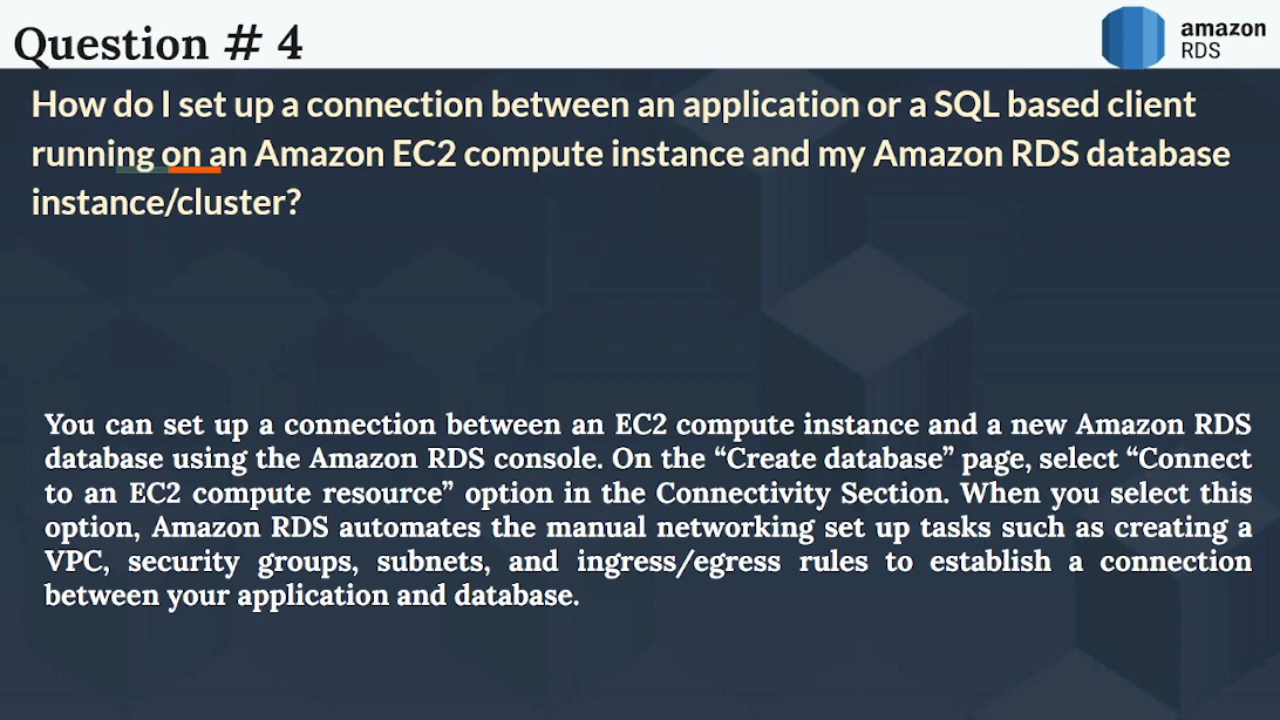 Question # 4
amazon
RDS
How do I set up a connection between an application or a SQL based client
running on an Amazon EC2 compute instance and my Amazon RDS database
instance/cluster?
You can set up a connection between an EC2 compute instance and a new Amazon RDS
database using the Amazon RDS console. On the “Create database” page, select “Connect
to an EC2 compute resource” option in the Connectivity Section. When you select this
option, Amazon RDS automates the manual networking set up tasks such as creating a
VPC, security groups, subnets, and ingress/egress rules to establish a connection
between your application and database.